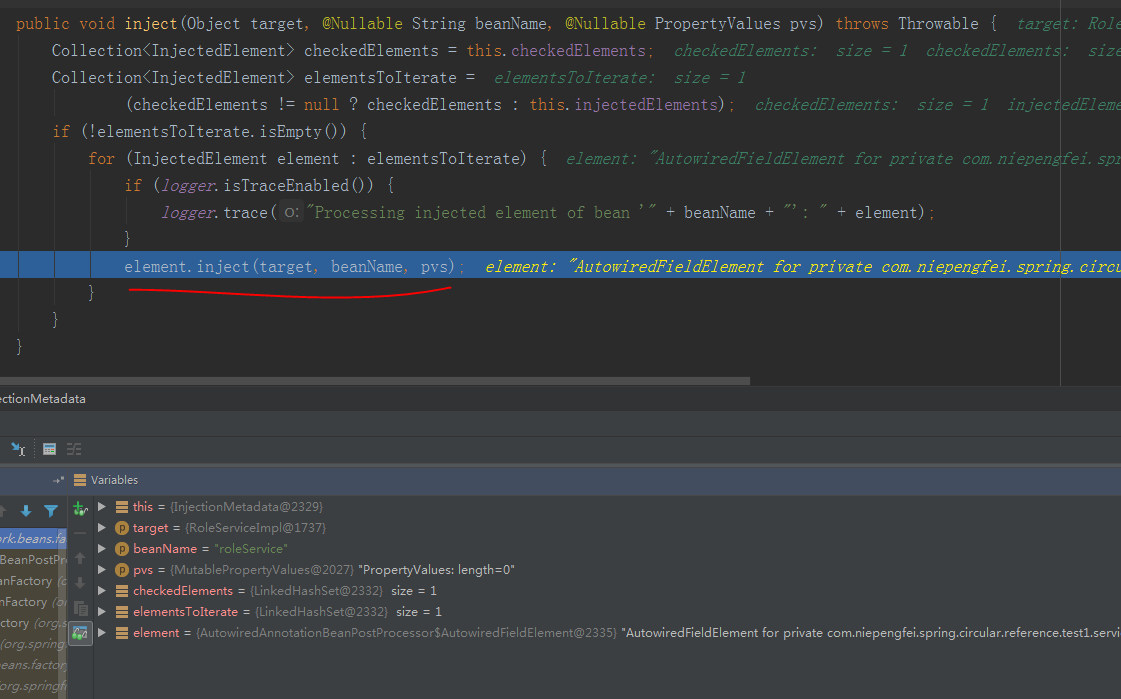 public void inject(Object target, @Nullable String beanName, @Nullable PropertyValues pvs) throws Throwable {  target: Role
Collection<InjectedElement> checkedElements = this.checkedElements;  checkedElements:  size = 1  checkedElements:  size
Collection<InjectedElement> elementsToIterate =  elementsToIterate:  size = 1
(checkedElements != null ? checkedElements : this.injectedElements);  checkedElements:  size = 1  injectedEleme
if (!elementsToIterate.isEmpty()) {
for (InjectedElement element : elementsToIterate) {  element: "AutowiredFieldElement for private com.niepengfei.spr
if (logger.isTraceEnabled()) {
logger.trace( o: "Processing injected element of bean '" + beanName + "': " + element);
}
element.inject(target, beanName, pvs);  element: "AutowiredFieldElement for private com.niepengfei.spring.circu
}
}
}
ectionMetadata
Variables
this = {InjectionMetadata@2329}
target = {RoleServiceImpl@1737}
ork.beans.fa
beanName = "roleService"
BeanPostPr
pvs = {MutablePropertyValues@2027} "PropertyValues: length=0"
anFactory (o
checkedElements = {LinkedHashSet@2332}  size = 1
nFactory (o
elementsToIterate = {LinkedHashSet@2332}  size = 1
ctory (org.s
element = {AutowiredAnnotationBeanPostProcessor$AutowiredFieldElement@2335} "AutowiredFieldElement for private com.niepengfei.spring.circular.reference.test1.servi
(org.spring
beans.factor
org.springf